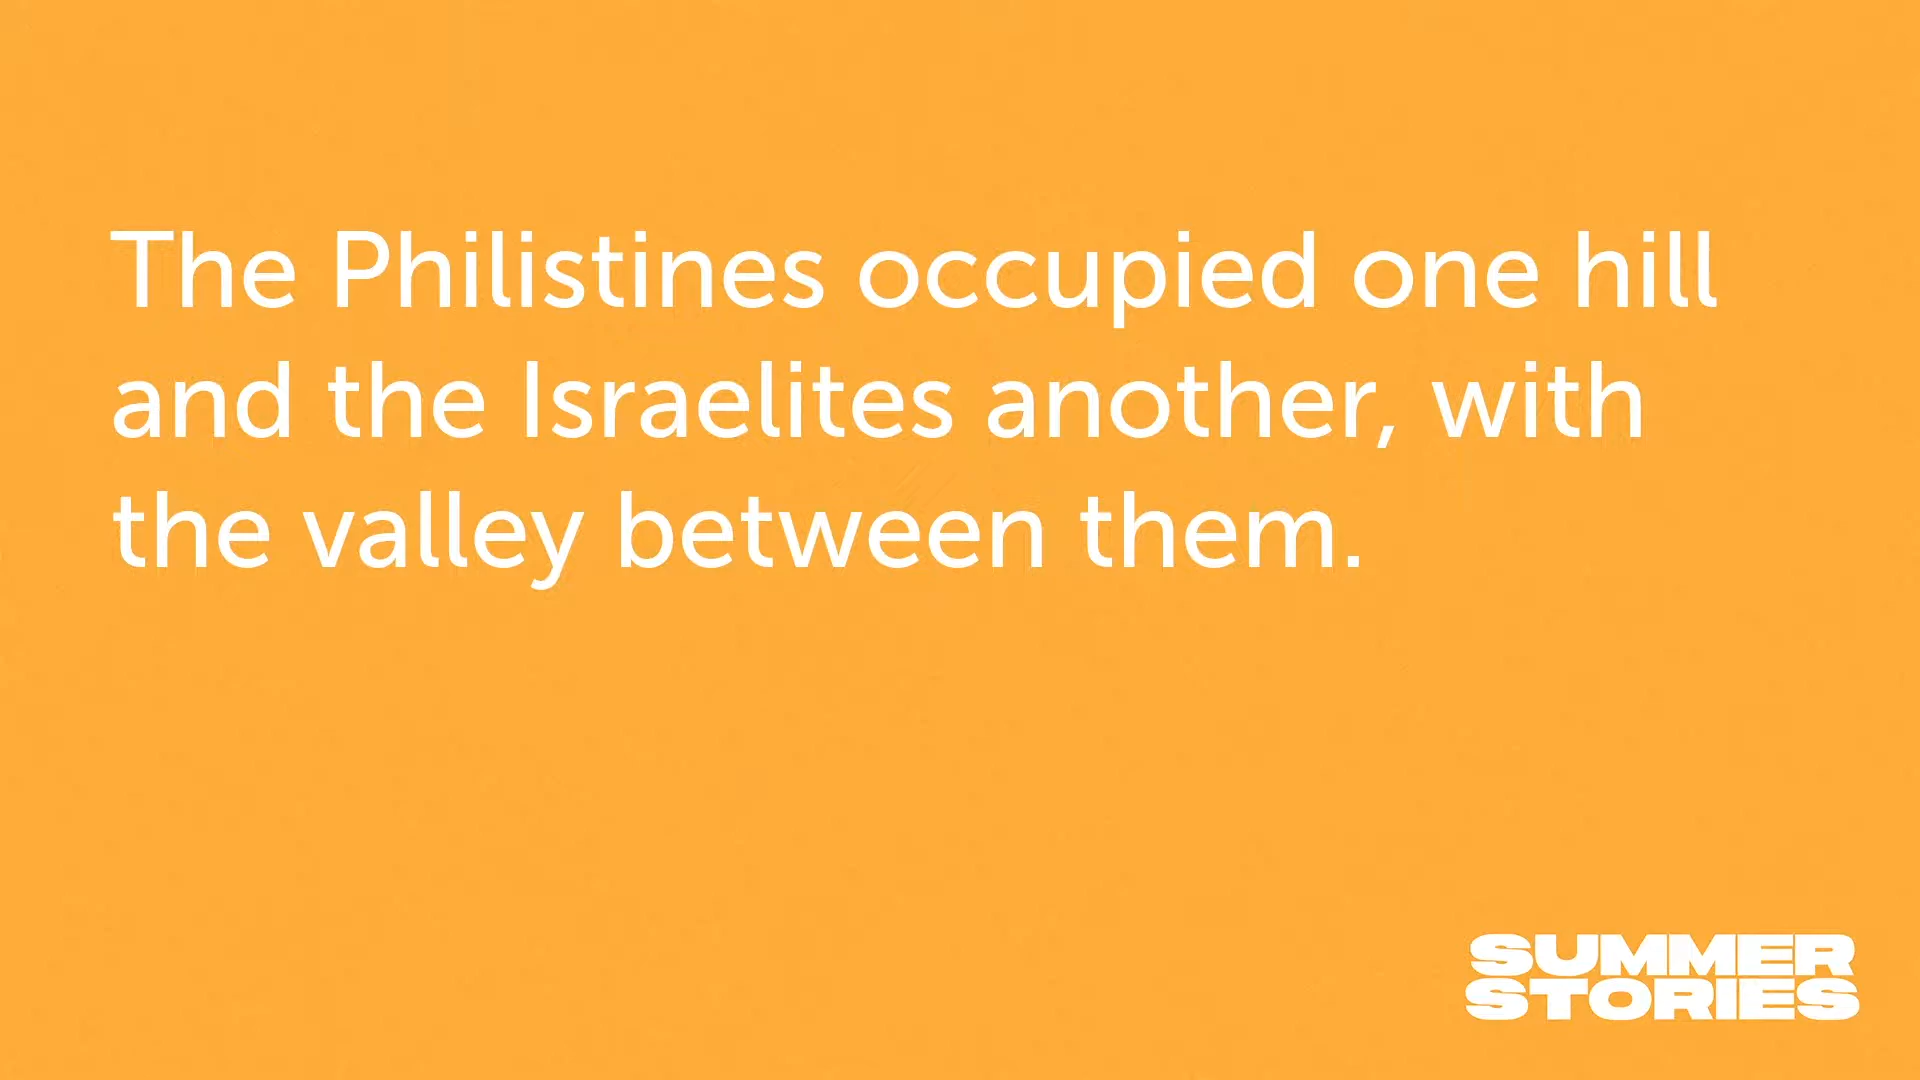 The Philistines occupied one hill
and the Israelites another, with
the valley between them.
SUMMER
STORIES